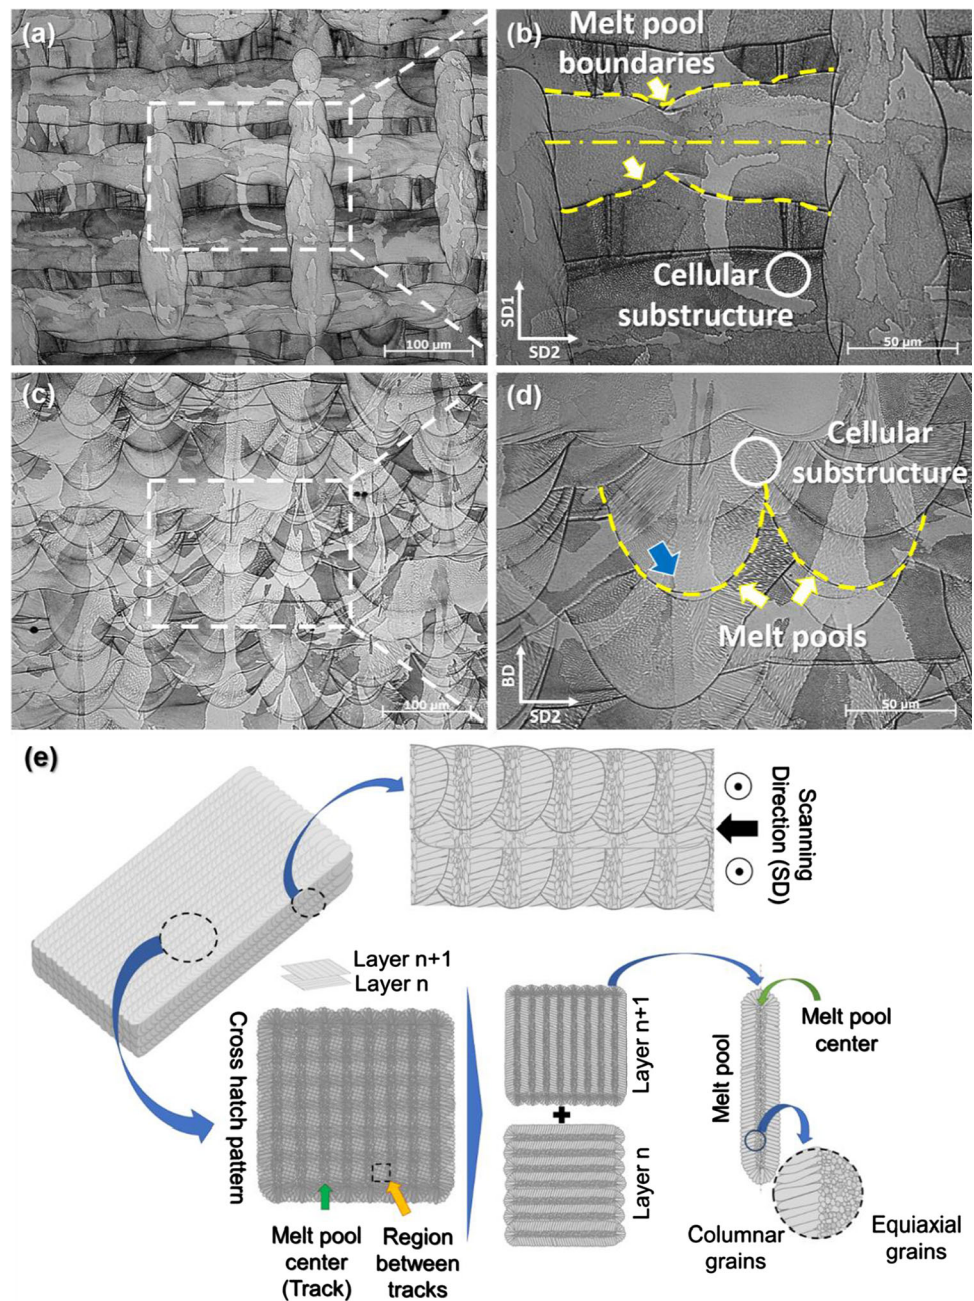 (a)
100 µm
(b)
Melt pool
boundaries
Cellular
substructure
SD1
SD2
50 µm
(c)
100 µm
(d)
Cellular
substructure
Melt pools
BD
SD2
50 µm
(e)
Scanning
Direction (SD)
Layer n+1
Layer n
Cross hatch pattern
Melt pool
center
(Track)
Region
between
tracks
Layer n+1
+
Layer n
Melt pool
Melt pool
center
Columnar
grains
Equiaxial
grains